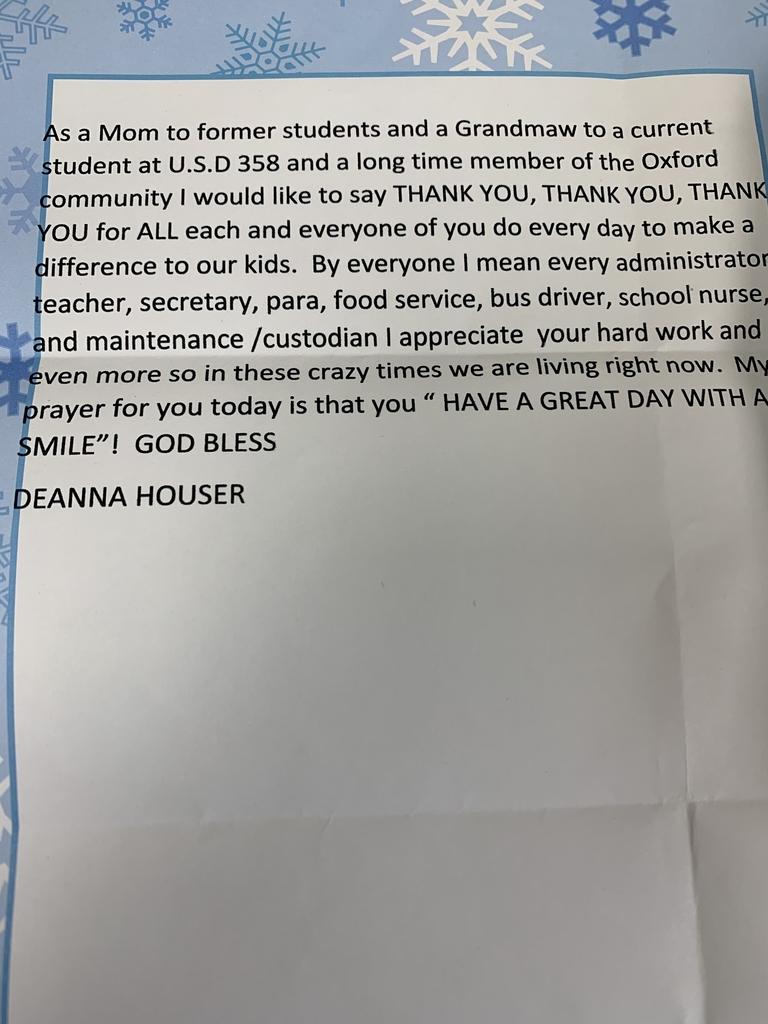 As a Mom to former students and a Grandmaw to a current
student at U.S.D 358 and a long time member of the Oxford
community I would like to say THANK YOU, THANK YOU, THANK
YOU for ALL each and everyone of you do every day to make a
difference to our kids.  By everyone I mean every administrator
teacher, secretary, para, food service, bus driver, school nurse,
and maintenance /custodian I appreciate  your hard work and
even more so in these crazy times we are living right now.  My
prayer for you today is that you “ HAVE A GREAT DAY WITH A
SMILE”!  GOD BLESS
DEANNA HOUSER